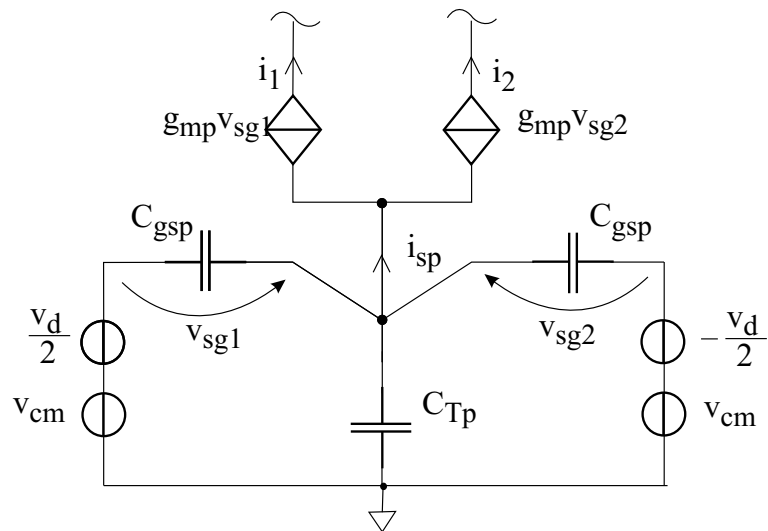 i1 i2
gmpvsg1 gmpvsg2
Cgsp Cgsp
isp
vd/2 vsg1 vsg2 −vd/2
vcm CTp vcm